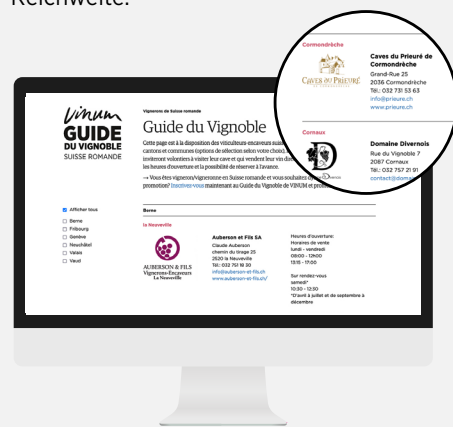 Reichweite.
Cormondrèche
CAVES DU PRIEURÉ
Caves du Prieuré de
Cormondrèche
Grand-Rue 25
2036 Cormondrèche
Tél.: 032 731 53 63
info@prieure.ch
www.prieure.ch
Cornaux
D
Domaine Divernois
Rue du Vignoble 7
2087 Cornaux
Tél.: 032 757 21 91
Vinum
GUIDE
DU VIGNOBLE
SUISSE ROMANDE
Vignerons de Suisse romande
Guide du Vignoble
Cette page est à la disposition des viticulteurs-encaveurs
cantons et communes (options de sélection selon votre choix).
inviteront volontiers à visiter leur cave et qui vendent leur vin
les heures d'ouverture et la possibilité de réserver à l'avance.
→ Vous êtes vigneron/vigneronne en Suisse romande et vous souhaitez
promotion? Inscrivez-vous maintenant au Guide du Vignoble de VINUM et
Afficher tous
Berne
Fribourg
Genève
Neuchâtel
Valais
Vaud
Berne
la Neuveville
AUBERSON & FILS
Vignerons-Encaveurs
La Neuveville
Auberson et Fils SA
Claude Auberson
chemin du tirage 25
2520 la Neuveville
Tél.: 032 751 18 30
info@auberson-et-fils.ch
www.auberson-et-fils.ch/
Heures d'ouverture:
Horaires de vente
lundi - vendredi
08:00 - 12H00
13:15 - 17:00
Sur rendez-vous
samedi*
10:30 - 12:30
*D'avril à juillet et de septembre à
décembre